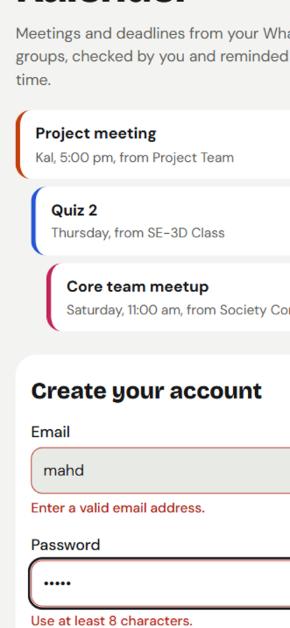 Meetings and deadlines from your Wha
groups, checked by you and reminded
time.
Project meeting
Kal, 5:00 pm, from Project Team
Quiz 2
Thursday, from SE-3D Class
Core team meetup
Saturday, 11:00 am, from Society Co
Create your account
Email
mahd
Enter a valid email address.
Password
•••••
Use at least 8 characters.